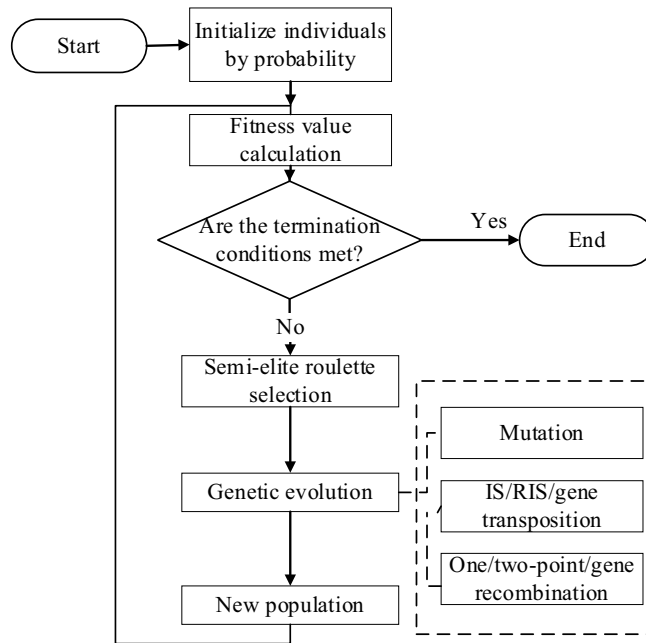 Start
Initialize individuals
by probability
Fitness value
calculation
Are the termination
conditions met?
Yes
End
No
Semi-elite roulette
selection
Genetic evolution
Mutation
IS/RIS/gene
transposition
One/two-point/gene
recombination
New population